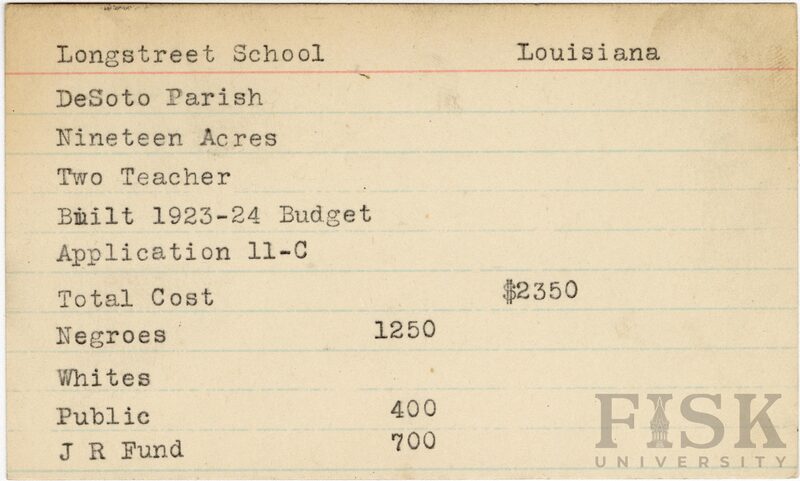 Longstreet School Louisiana
DeSoto Parish
Nineteen Acres
Two Teacher
Built 1923-24 Budget
Application 11-C
Total Cost $2350
Negroes 1250
Whites
Public 400
J R Fund 700
FISK
UNIVERSITY